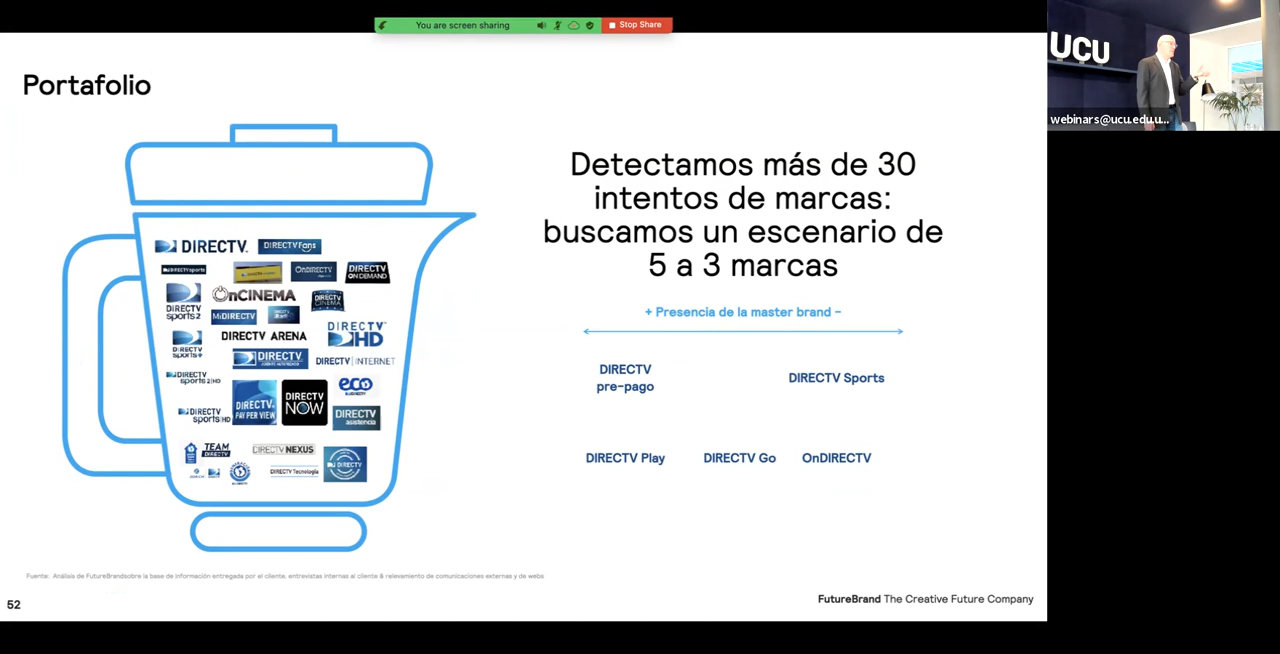 You are screen sharing
Stop Share
UCU
webinars@ucu.edu.u...
Portafolio
Detectamos más de 30
intentos de marcas:
buscamos un escenario de
5 a 3 marcas
+ Presencia de la master brand –
DIRECTV
pre-pago
DIRECTV Sports
DIRECTV Play
DIRECTV Go
OnDIRECTV
DIRECTV
DIRECTV Fans
DIRECTV sports
OnDIRECTV
DIRECTV
ON DEMAND
DIRECTV
sports 2
OnCINEMA
DIRECTV
CINEMA
MiDIRECTV
DIRECTV
sports+
DIRECTV ARENA
DIRECTV
HD
DIRECTV
DIRECTV | INTERNET
DIRECTV
sports 2 | HD
DIRECTV
PAY PER VIEW
DIRECTV
NOW
eco
DIRECTV
DIRECTV
sports HD
DIRECTV
asistencia
TEAM
DIRECTV
DIRECTV NEXUS
DIRECTV Tecnología
DIRECTV
Fuente: Análisis de FutureBrandsobre la base de información entregada por el cliente, entrevistas internas al cliente & relevamiento de comunicaciones externas y de webs
52
FutureBrand The Creative Future Company